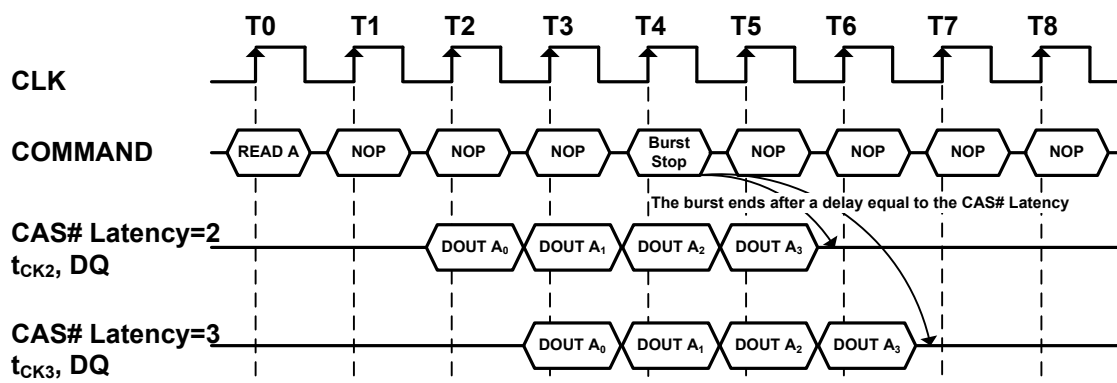 T0 T1 T2 T3 T4 T5 T6 T7 T8
CLK
COMMAND
READ A NOP NOP NOP Burst Stop NOP NOP NOP NOP
The burst ends after a delay equal to the CAS# Latency
CAS# Latency=2
tCK2, DQ
DOUT A0 DOUT A1 DOUT A2 DOUT A3
CAS# Latency=3
tCK3, DQ
DOUT A0 DOUT A1 DOUT A2 DOUT A3